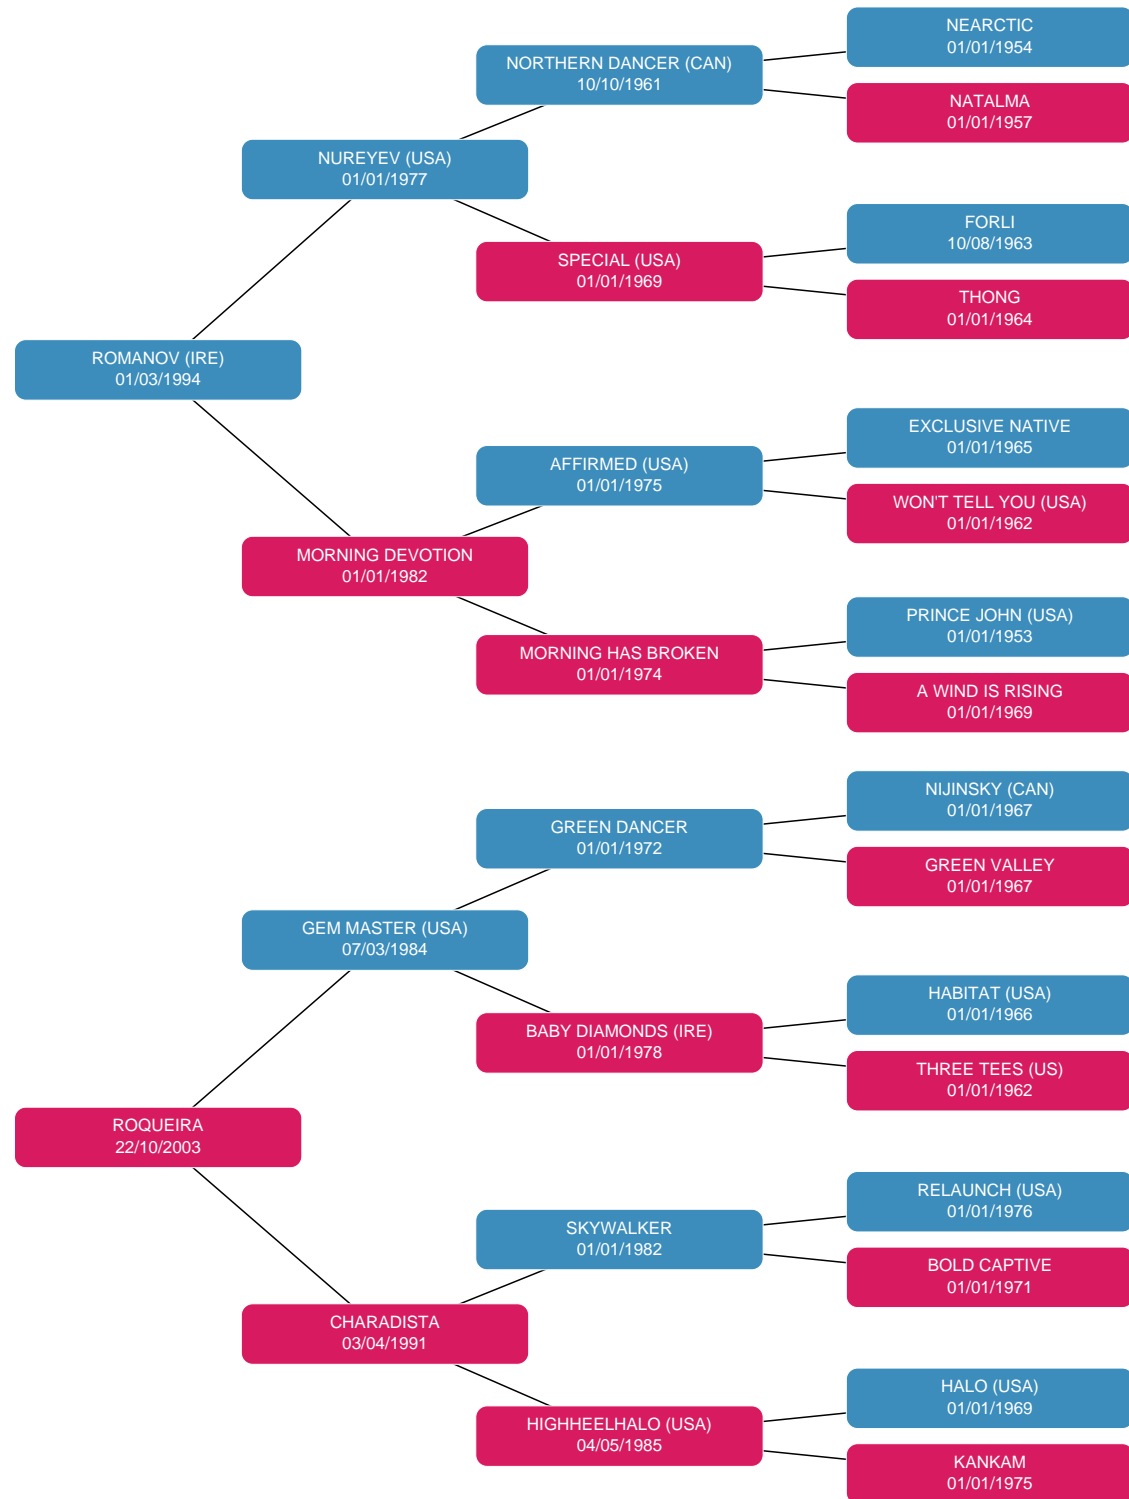 NEARCTIC
01/01/1954
NORTHERN DANCER (CAN)
10/10/1961
NATALMA
01/01/1957
NUREYEV (USA)
01/01/1977
FORLI
10/08/1963
SPECIAL (USA)
01/01/1969
THONG
01/01/1964
ROMANOV (IRE)
01/03/1994
EXCLUSIVE NATIVE
01/01/1965
AFFIRMED (USA)
01/01/1975
WON'T TELL YOU (USA)
01/01/1962
MORNING DEVOTION
01/01/1982
PRINCE JOHN (USA)
01/01/1953
MORNING HAS BROKEN
01/01/1974
A WIND IS RISING
01/01/1969
NIJINSKY (CAN)
01/01/1967
GREEN DANCER
01/01/1972
GREEN VALLEY
01/01/1967
GEM MASTER (USA)
07/03/1984
HABITAT (USA)
01/01/1966
BABY DIAMONDS (IRE)
01/01/1978
THREE TEES (US)
01/01/1962
ROQUEIRA
22/10/2003
RELAUNCH (USA)
01/01/1976
SKYWALKER
01/01/1982
BOLD CAPTIVE
01/01/1971
CHARADISTA
03/04/1991
HALO (USA)
01/01/1969
HIGHHEELHALO (USA)
04/05/1985
KANKAM
01/01/1975